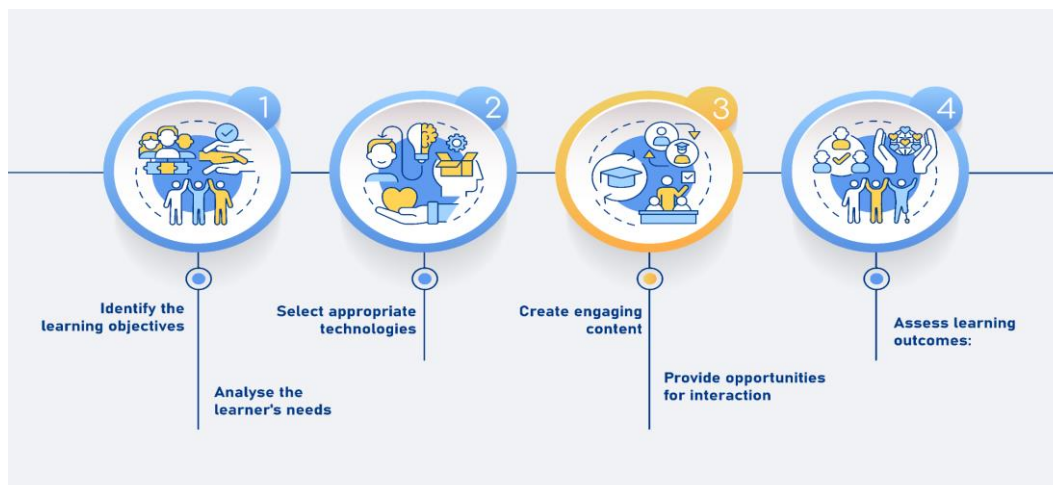 1
Identify the
learning objectives
Analyse the
learner's needs
2
Select appropriate
technologies
3
Create engaging
content
Provide opportunities
for interaction
4
Assess learning
outcomes: